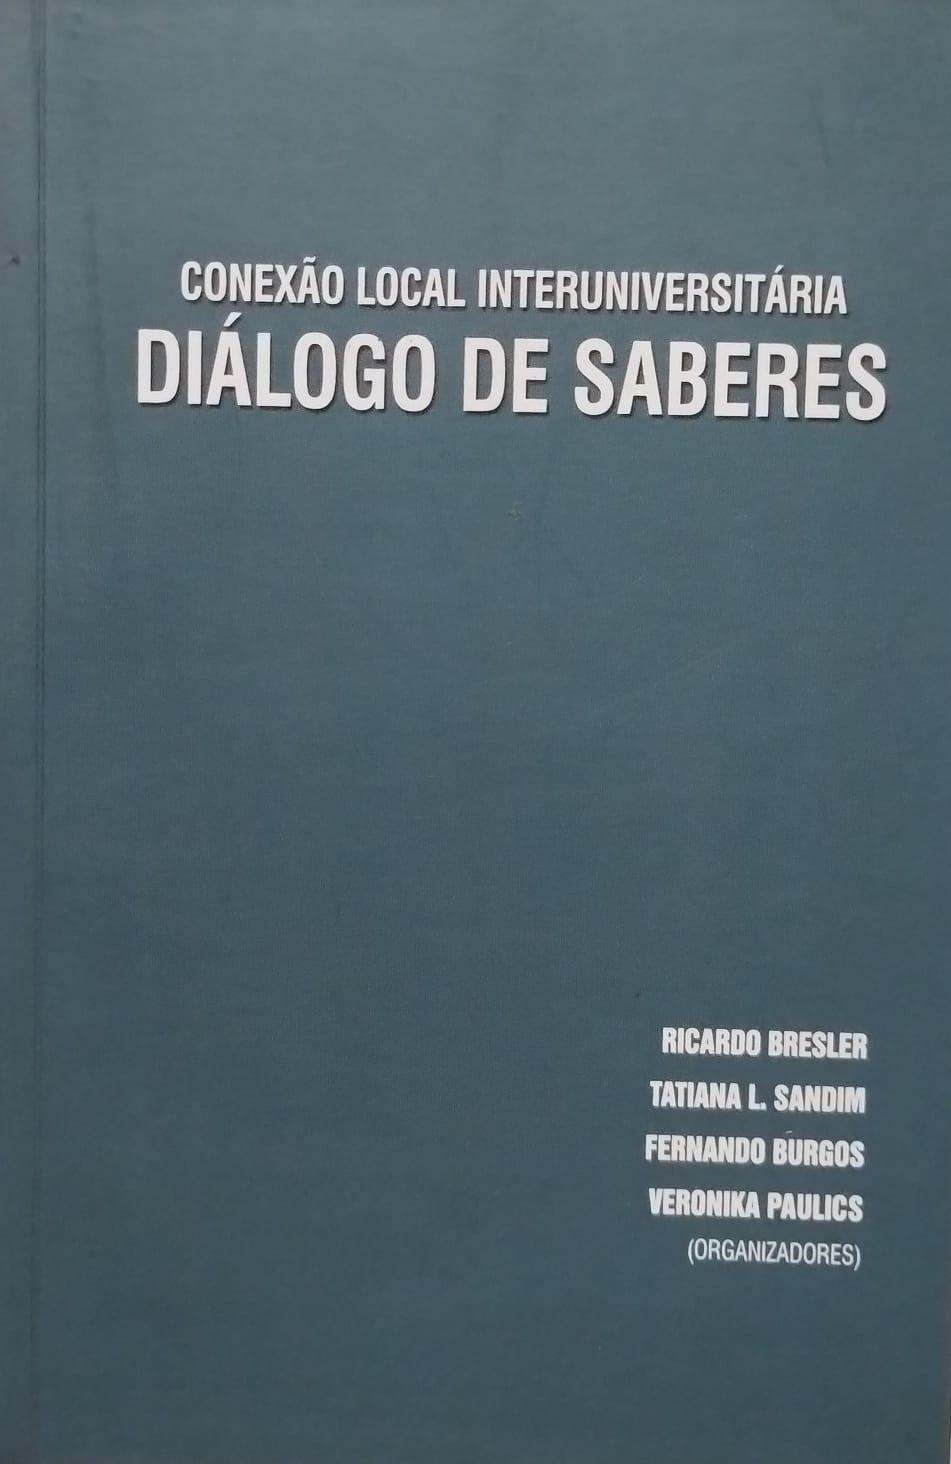 CONEXÃO LOCAL INTERUNIVERSITÁRIA
DIÁLOGO DE SABERES
RICARDO BRESLER
TATIANA L. SANDIM
FERNANDO BURGOS
VERONIKA PAULICS
(ORGANIZADORES)